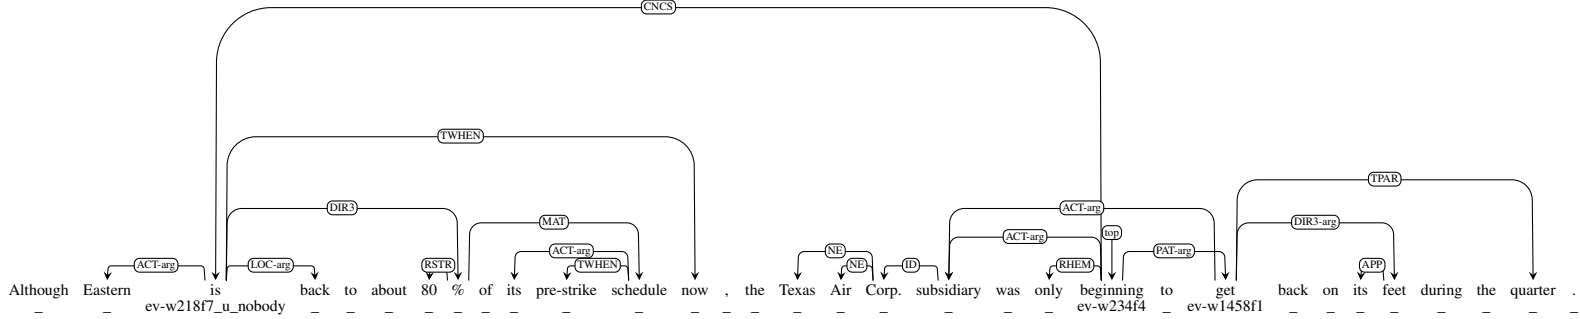 CNCS
TWHEN
TPAR
DIR3 ACT-arg
MAT DIR3-arg
ACT-arg top
ACT-arg NE PAT-arg
ACT-arg LOC-arg RSTR TWHEN NE ID RHEM APP
Although Eastern is back to about 80 % of its pre-strike schedule now , the Texas Air Corp. subsidiary was only beginning to get back on its feet during the quarter .
_ _ ev-w218f7_u_nobody _ _ _ _ _ _ _ _ _ _ _ _ _ _ _ _ _ _ ev-w234f4 _ ev-w1458f1 _ _ _ _ _ _ _ _